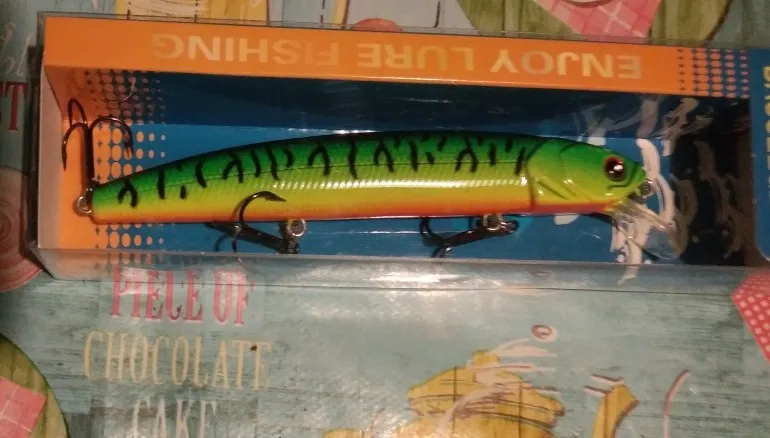 ENJOY LURE FISHING
PIECE OF
CHOCOLATE
CAKE